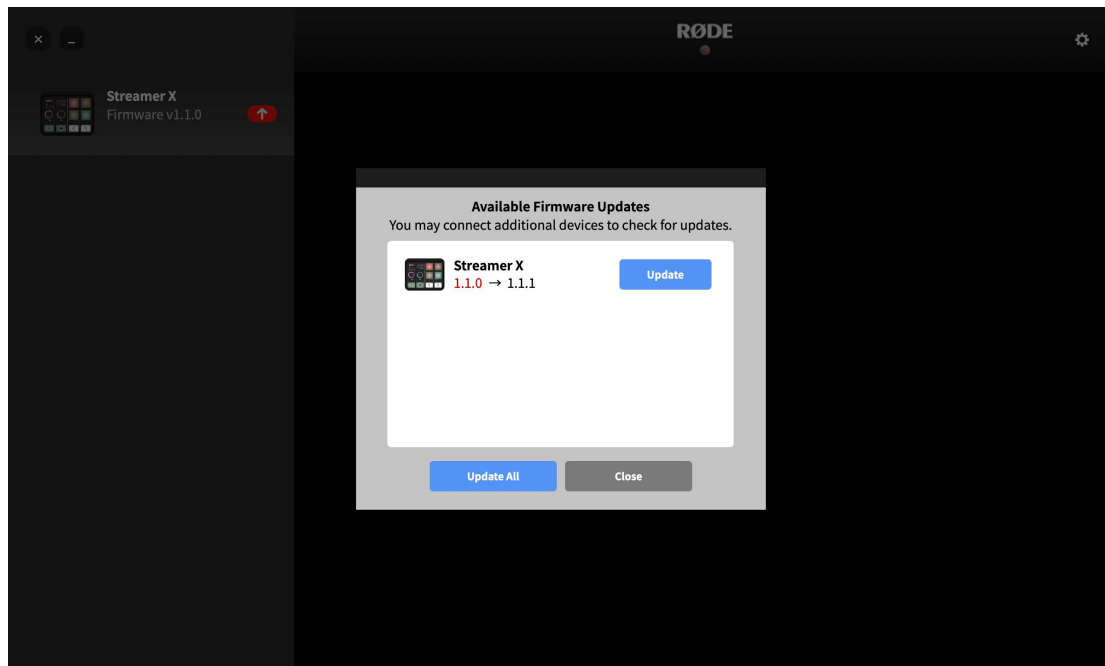 RØDE
Streamer X
Firmware v1.1.0
Available Firmware Updates
You may connect additional devices to check for updates.
Streamer X
1.1.0 → 1.1.1
Update
Update All
Close